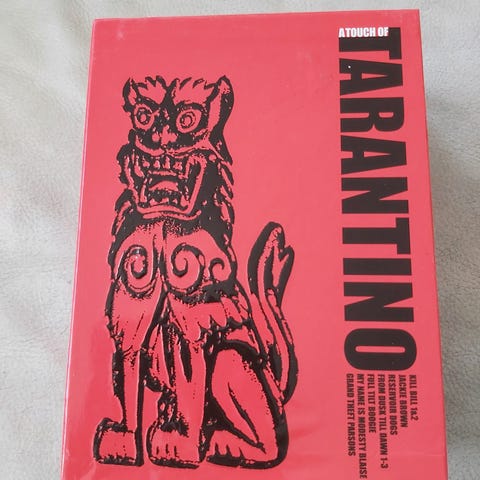 A TOUCH OF
TARANTINO
KILL BILL 1&2
JACKIE BROWN
RESERVOIR DOGS
FROM DUSK TILL DAWN 1-3
FULL TILT BOOGIE
MY NAME IS MODESTY BLAISE
GRAND THEFT PARSONS